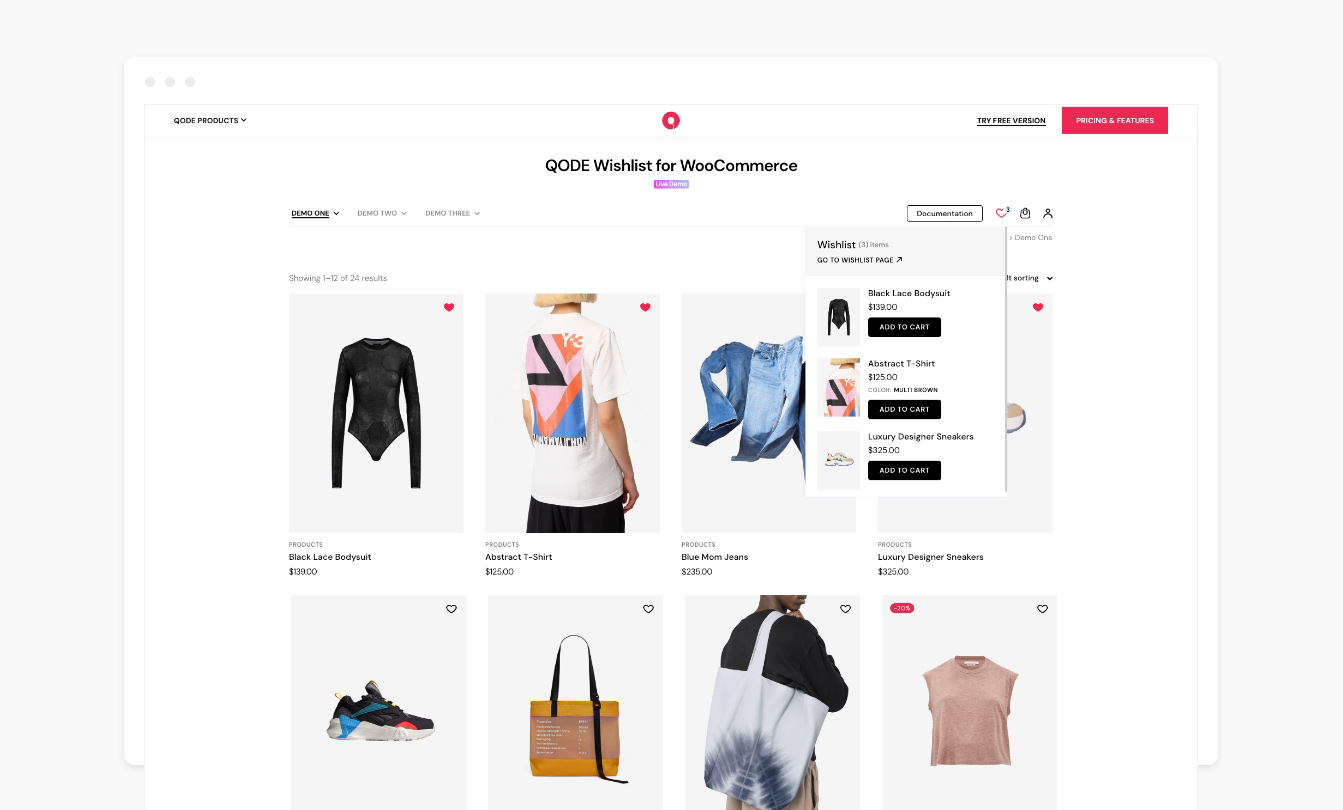 QODE PRODUCTS
TRY FREE VERSION
PRICING & FEATURES
QODE Wishlist for WooCommerce
Live Demo
DEMO ONE
DEMO TWO
DEMO THREE
Documentation
3
> Demo One
Wishlist (3) items
GO TO WISHLIST PAGE
Showing 1–12 of 24 results
lt sorting
Black Lace Bodysuit
$139.00
ADD TO CART
Abstract T-Shirt
$125.00
COLOR: MULTI BROWN
ADD TO CART
Luxury Designer Sneakers
$325.00
ADD TO CART
Y-3
PRODUCTS
Black Lace Bodysuit
$139.00
PRODUCTS
Abstract T-Shirt
$125.00
PRODUCTS
Blue Mom Jeans
$235.00
PRODUCTS
Luxury Designer Sneakers
$325.00
-20%